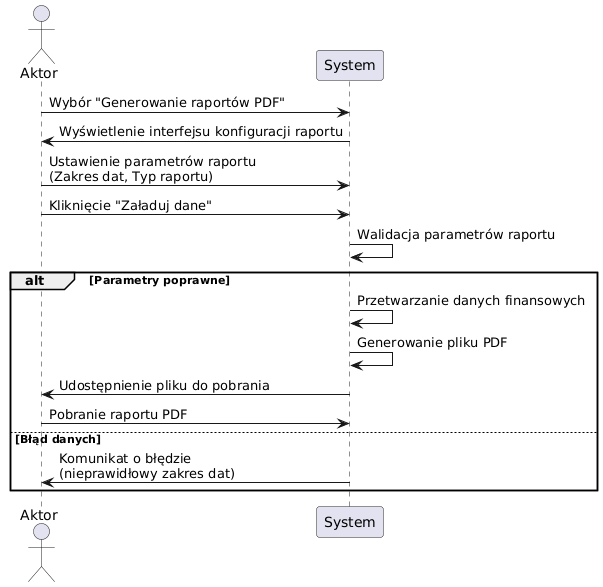 Aktor
System
Wybór "Generowanie raportów PDF"
Wyświetlenie interfejsu konfiguracji raportu
Ustawienie parametrów raportu
(Zakres dat, Typ raportu)
Kliknięcie "Załaduj dane"
Walidacja parametrów raportu
alt
[Parametry poprawne]
Przetwarzanie danych finansowych
Generowanie pliku PDF
Udostępnienie pliku do pobrania
Pobranie raportu PDF
[Błąd danych]
Komunikat o błędzie
(nieprawidłowy zakres dat)
Aktor
System